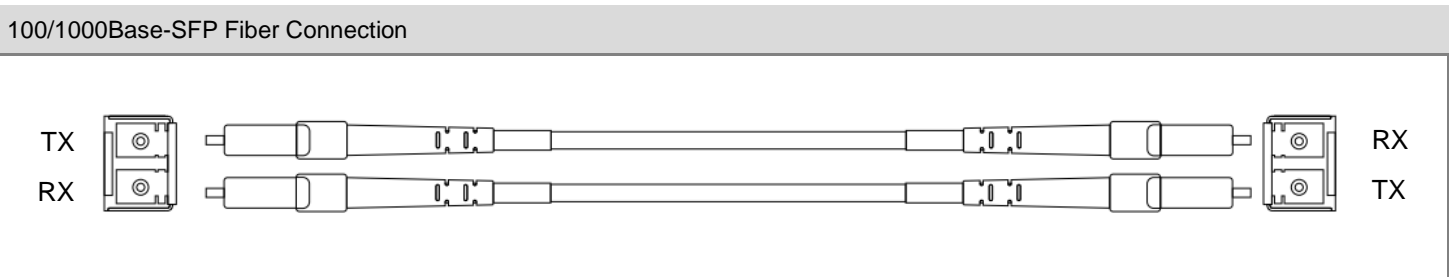 100/1000Base-SFP Fiber Connection
TX RX
RX TX